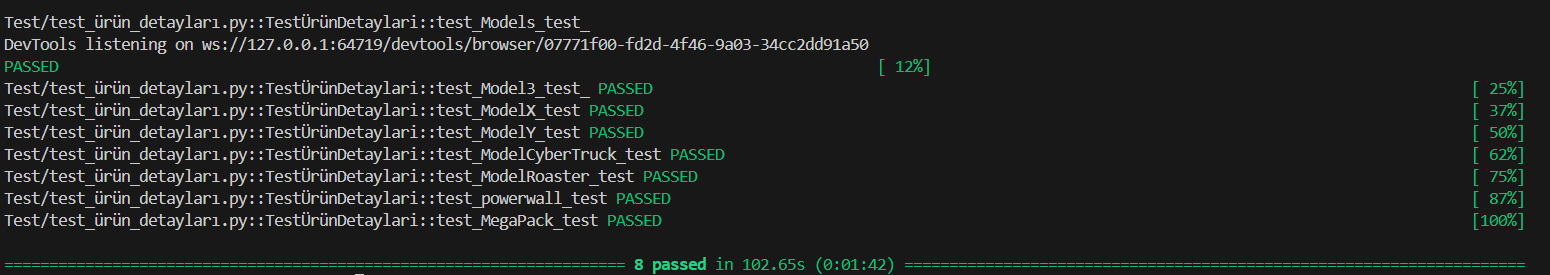 Test/test_ürün_detayları.py::TestÜrünDetaylari::test_Models_test_
DevTools listening on ws://127.0.0.1:64719/devtools/browser/07771f00-fd2d-4f46-9a03-34cc2dd91a50
PASSED [ 12%]
Test/test_ürün_detayları.py::TestÜrünDetaylari::test_Model3_test_ PASSED [ 25%]
Test/test_ürün_detayları.py::TestÜrünDetaylari::test_ModelX_test PASSED [ 37%]
Test/test_ürün_detayları.py::TestÜrünDetaylari::test_ModelY_test PASSED [ 50%]
Test/test_ürün_detayları.py::TestÜrünDetaylari::test_ModelCyberTruck_test PASSED [ 62%]
Test/test_ürün_detayları.py::TestÜrünDetaylari::test_ModelRoaster_test PASSED [ 75%]
Test/test_ürün_detayları.py::TestÜrünDetaylari::test_powerwall_test PASSED [ 87%]
Test/test_ürün_detayları.py::TestÜrünDetaylari::test_MegaPack_test PASSED [100%]
===================================================================== 8 passed in 102.65s (0:01:42) =====================================================================